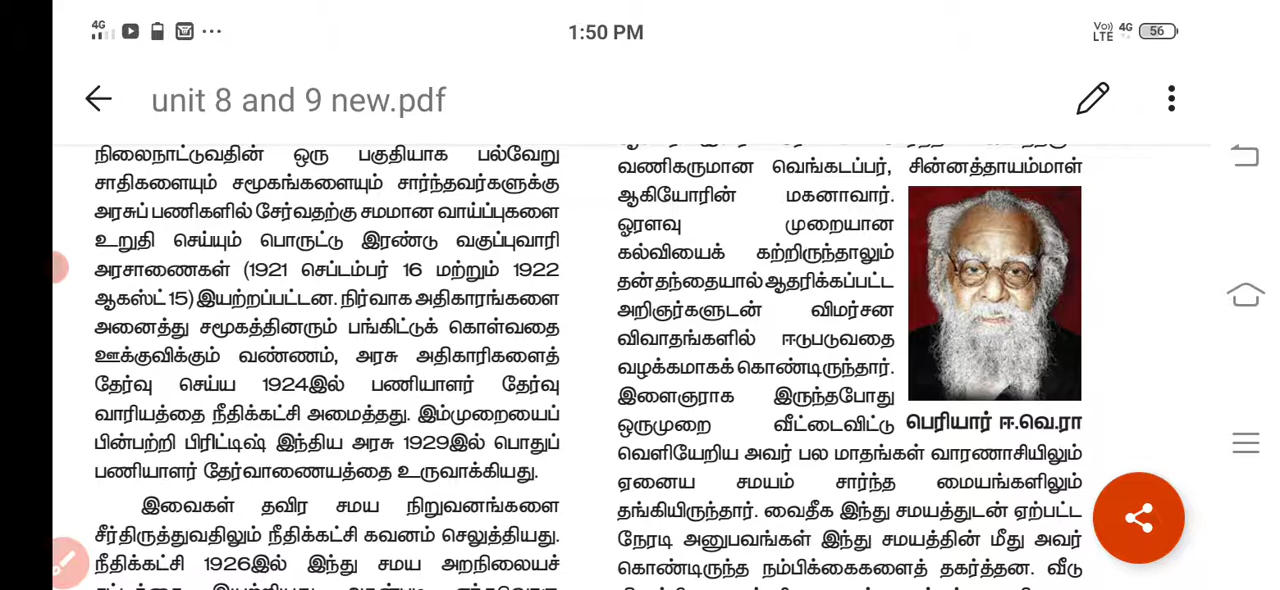 4G
1:50 PM
Vo)) 4G 56
LTE
unit 8 and 9 new.pdf
நிலைநாட்டுவதின் ஒரு பகுதியாக பல்வேறு
சாதிகளையும் சமூகங்களையும் சார்ந்தவர்களுக்கு
அரசுப் பணிகளில் சேர்வதற்கு சமமான வாய்ப்புகளை
உறுதி செய்யும் பொருட்டு இரண்டு வகுப்புவாரி
அரசாணைகள் (1921 செப்டம்பர் 16 மற்றும் 1922
ஆகஸ்ட் 15) இயற்றப்பட்டன. நிர்வாக அதிகாரங்களை
அனைத்து சமூகத்தினரும் பங்கிட்டுக் கொள்வதை
ஊக்குவிக்கும் வண்ணம், அரசு அதிகாரிகளைத்
தேர்வு செய்ய 1924இல் பணியாளர் தேர்வு
வாரியத்தை நீதிக்கட்சி அமைத்தது. இம்முறையைப்
பின்பற்றி பிரிட்டிஷ் இந்திய அரசு 1929இல் பொதுப்
பணியாளர் தேர்வாணையத்தை உருவாக்கியது.
இவைகள் தவிர சமய நிறுவனங்களை
சீர்திருத்துவதிலும் நீதிக்கட்சி கவனம் செலுத்தியது.
நீதிக்கட்சி 1926இல் இந்து சமய அறநிலையச்
வணிகருமான வெங்கடப்பர், சின்னத்தாயம்மாள்
ஆகியோரின் மகனாவார்.
ஓரளவு முறையான
கல்வியைக் கற்றிருந்தாலும்
தன் தந்தையால் ஆதரிக்கப்பட்ட
அறிஞர்களுடன் விமர்சன
விவாதங்களில் ஈடுபடுவதை
வழக்கமாகக் கொண்டிருந்தார்.
இளைஞராக இருந்தபோது
ஒருமுறை வீட்டைவிட்டு
வெளியேறிய அவர் பல மாதங்கள் வாரணாசியிலும்
ஏனைய சமயம் சார்ந்த மையங்களிலும்
தங்கியிருந்தார். வைதீக இந்து சமயத்துடன் ஏற்பட்ட
நேரடி அனுபவங்கள் இந்து சமயத்தின் மீது அவர்
கொண்டிருந்த நம்பிக்கைகளைத் தகர்த்தன. வீடு
பெரியார் ஈ.வெ.ரா